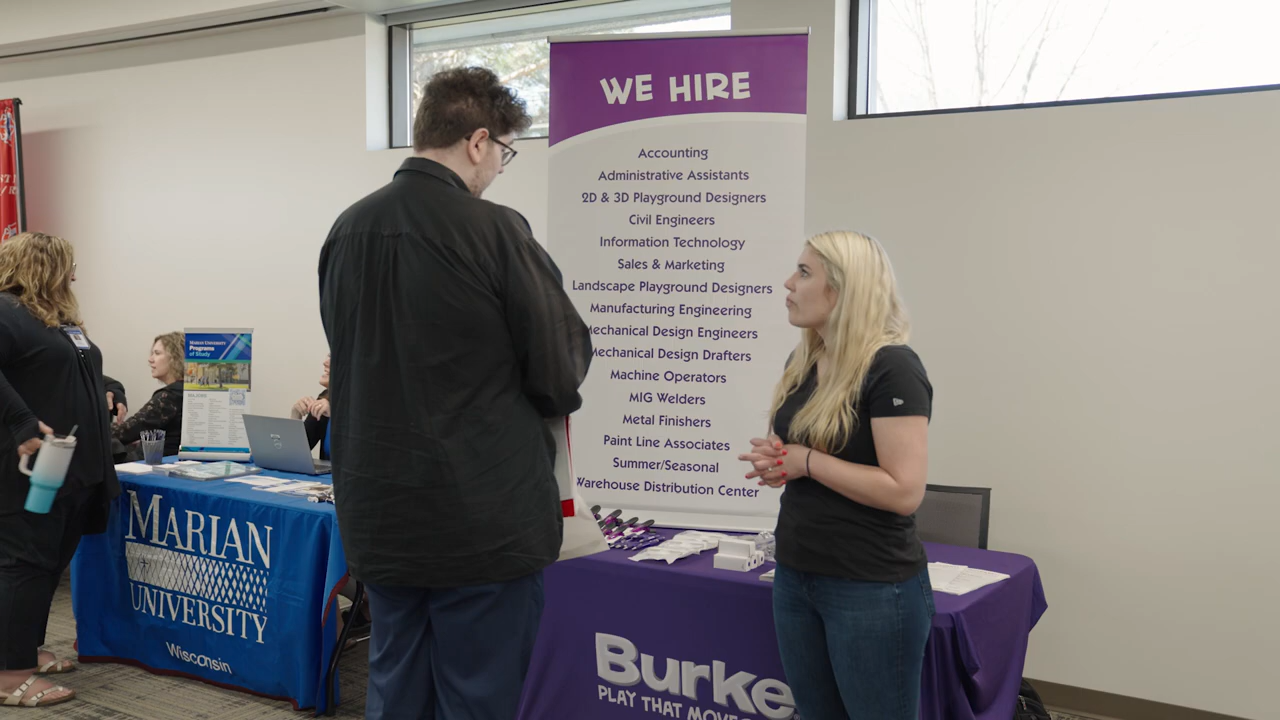 WE HIRE
Accounting
Administrative Assistants
2D & 3D Playground Designers
Civil Engineers
Information Technology
Sales & Marketing
Landscape Playground Designers
Manufacturing Engineering
Mechanical Design Engineers
Mechanical Design Drafters
Machine Operators
MIG Welders
Metal Finishers
Paint Line Associates
Summer/Seasonal
Warehouse Distribution Center
Burke
PLAY THAT MOVES
MARIAN UNIVERSITY
Programs
of Study
MARIAN
UNIVERSITY
Wisconsin